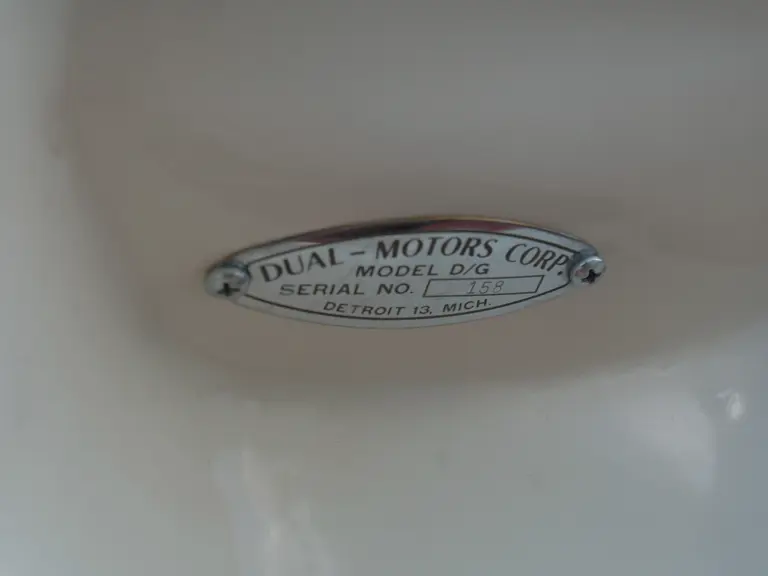 DUAL-MOTORS CORP.
MODEL D/G
SERIAL NO. 158
DETROIT 13, MICH.